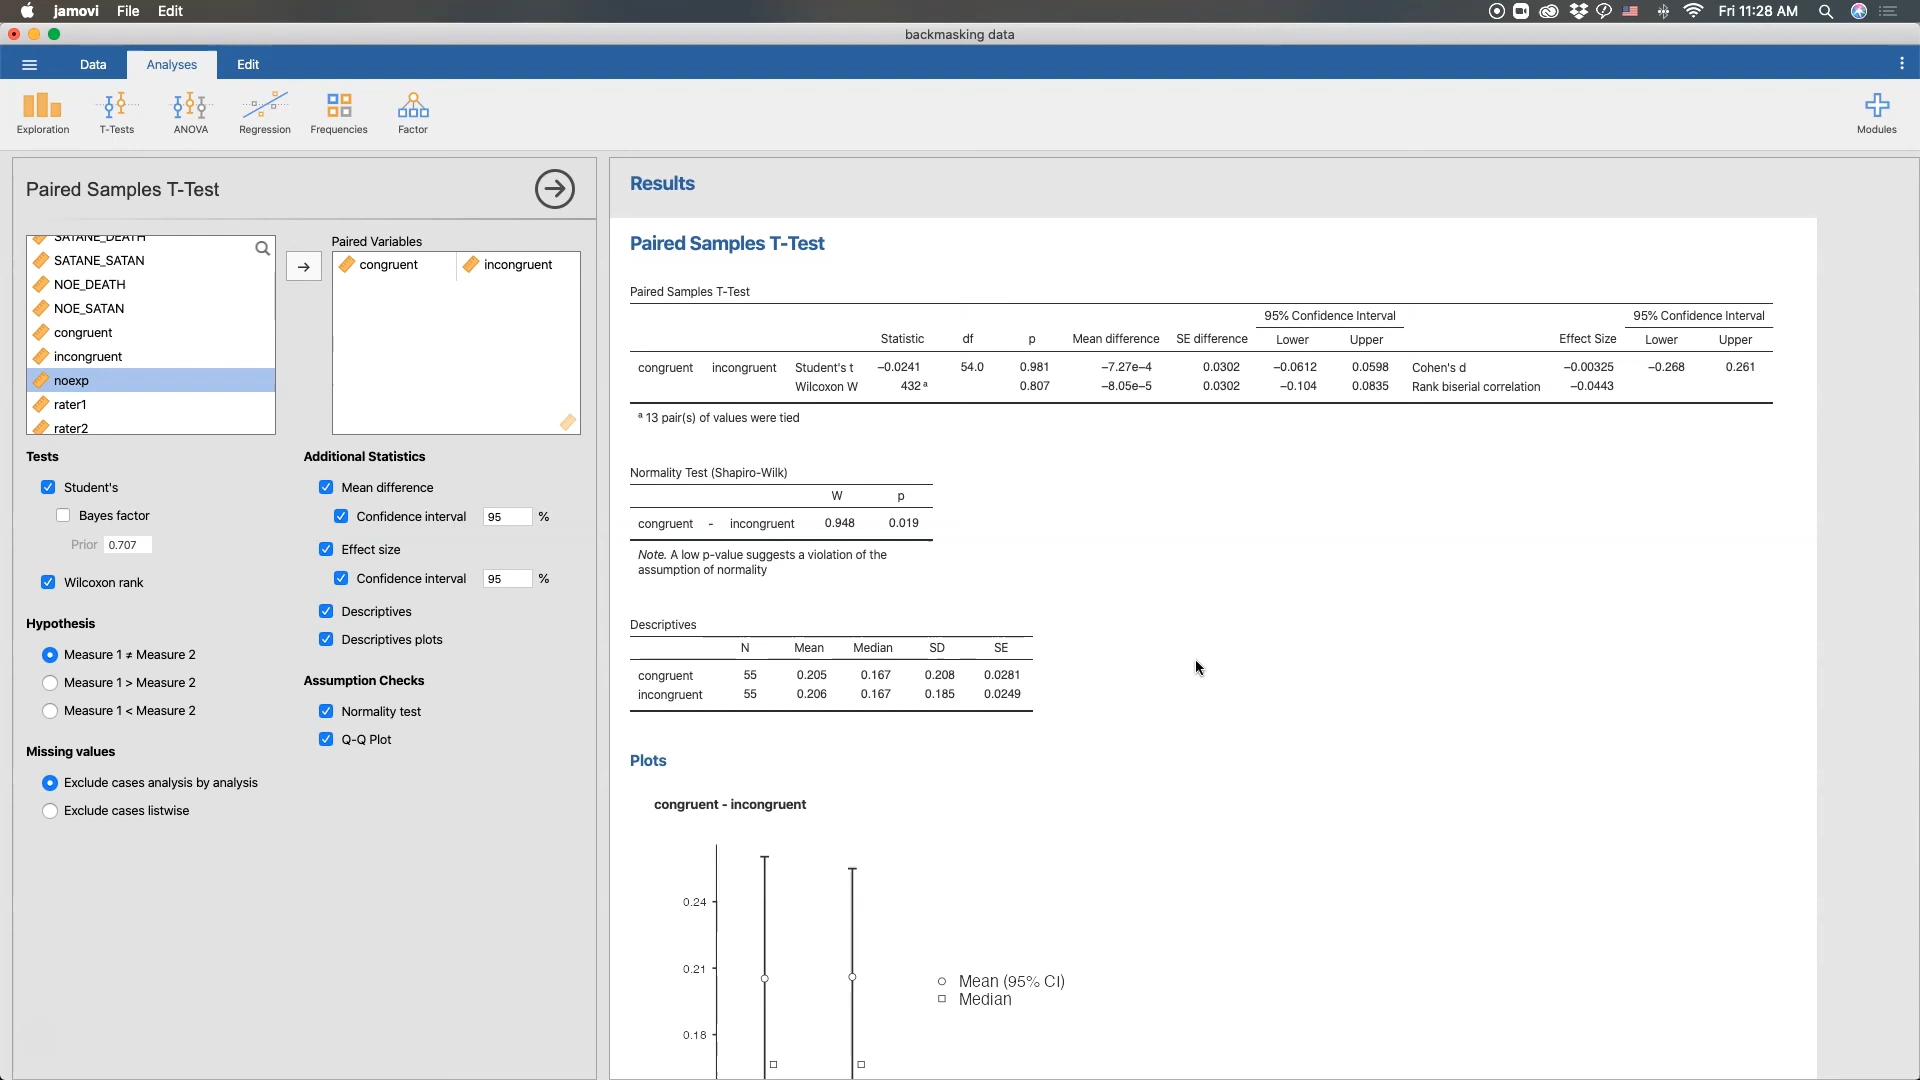 jamovi File Edit Fri 11:28 AM
backmasking data
Data Analyses Edit
Exploration T-Tests ANOVA Regression Frequencies Factor Modules
Paired Samples T-Test
SATANE_DEATH
SATANE_SATAN
NOE_DEATH
NOE_SATAN
congruent
incongruent
noexp
rater1
rater2
Paired Variables
congruent incongruent
Tests
Student's
Bayes factor
Prior 0.707
Wilcoxon rank
Hypothesis
Measure 1 ≠ Measure 2
Measure 1 > Measure 2
Measure 1 < Measure 2
Missing values
Exclude cases analysis by analysis
Exclude cases listwise
Additional Statistics
Mean difference
Confidence interval 95 %
Effect size
Confidence interval 95 %
Descriptives
Descriptives plots
Assumption Checks
Normality test
Q-Q Plot
Results
Paired Samples T-Test
Paired Samples T-Test
95% Confidence Interval 95% Confidence Interval
Statistic df p Mean difference SE difference Lower Upper Effect Size Lower Upper
congruent incongruent Student's t −0.0241 54.0 0.981 −7.27e−4 0.0302 −0.0612 0.0598 Cohen's d −0.00325 −0.268 0.261
Wilcoxon W 432 ª 0.807 −8.05e−5 0.0302 −0.104 0.0835 Rank biserial correlation −0.0443
ª 13 pair(s) of values were tied
Normality Test (Shapiro-Wilk)
W p
congruent - incongruent 0.948 0.019
Note. A low p-value suggests a violation of the
assumption of normality
Descriptives
N Mean Median SD SE
congruent 55 0.205 0.167 0.208 0.0281
incongruent 55 0.206 0.167 0.185 0.0249
Plots
congruent - incongruent
0.24
0.21
0.18
Mean (95% CI)
Median